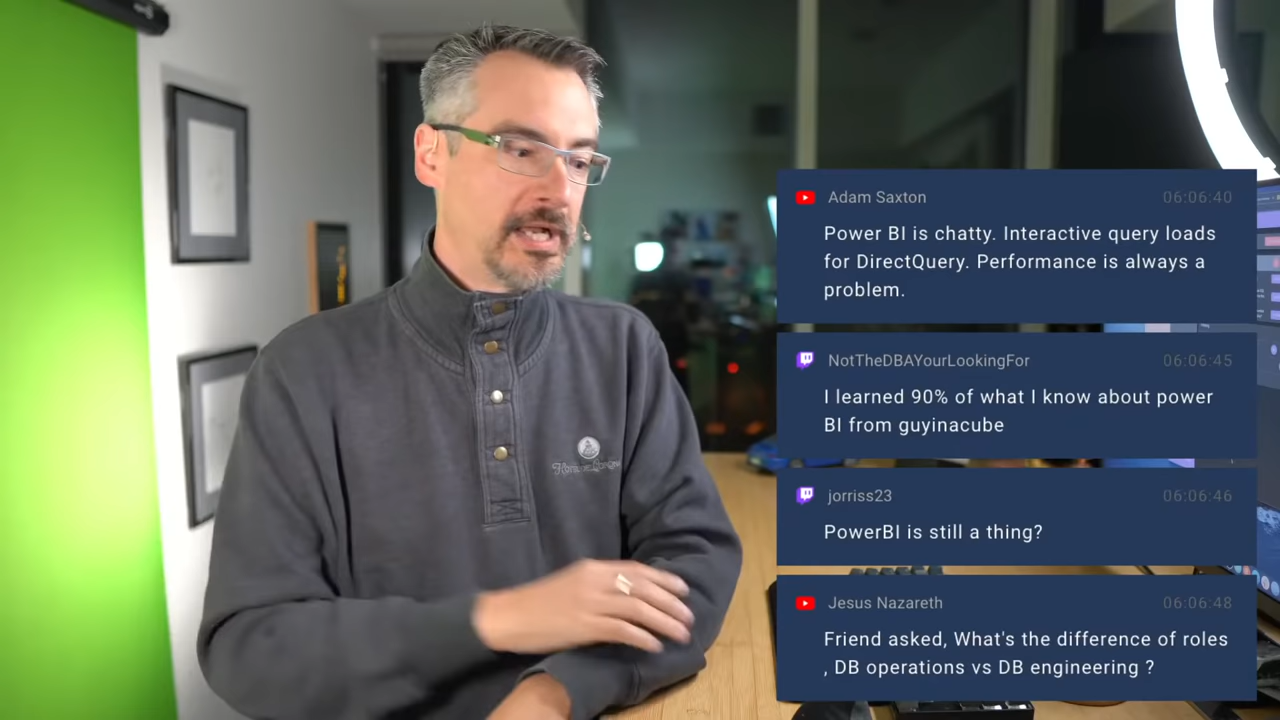 Adam Saxton
06:06:40
Power BI is chatty. Interactive query loads
for DirectQuery. Performance is always a
problem.
NotTheDBAYourLookingFor
06:06:45
I learned 90% of what I know about power
BI from guyinacube
jorriss23
06:06:46
PowerBI is still a thing?
Jesus Nazareth
06:06:48
Friend asked, What's the difference of roles
, DB operations vs DB engineering ?